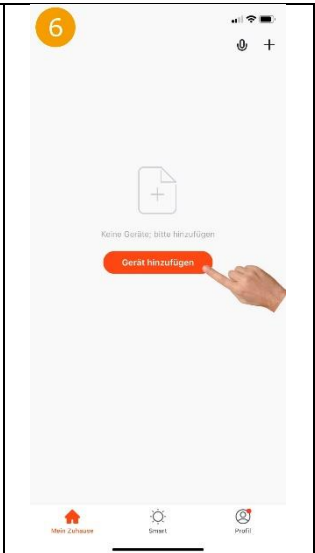 6
Keine Geräte; bitte hinzufügen
Gerät hinzufügen
Mein Zuhause
Smart
Profil